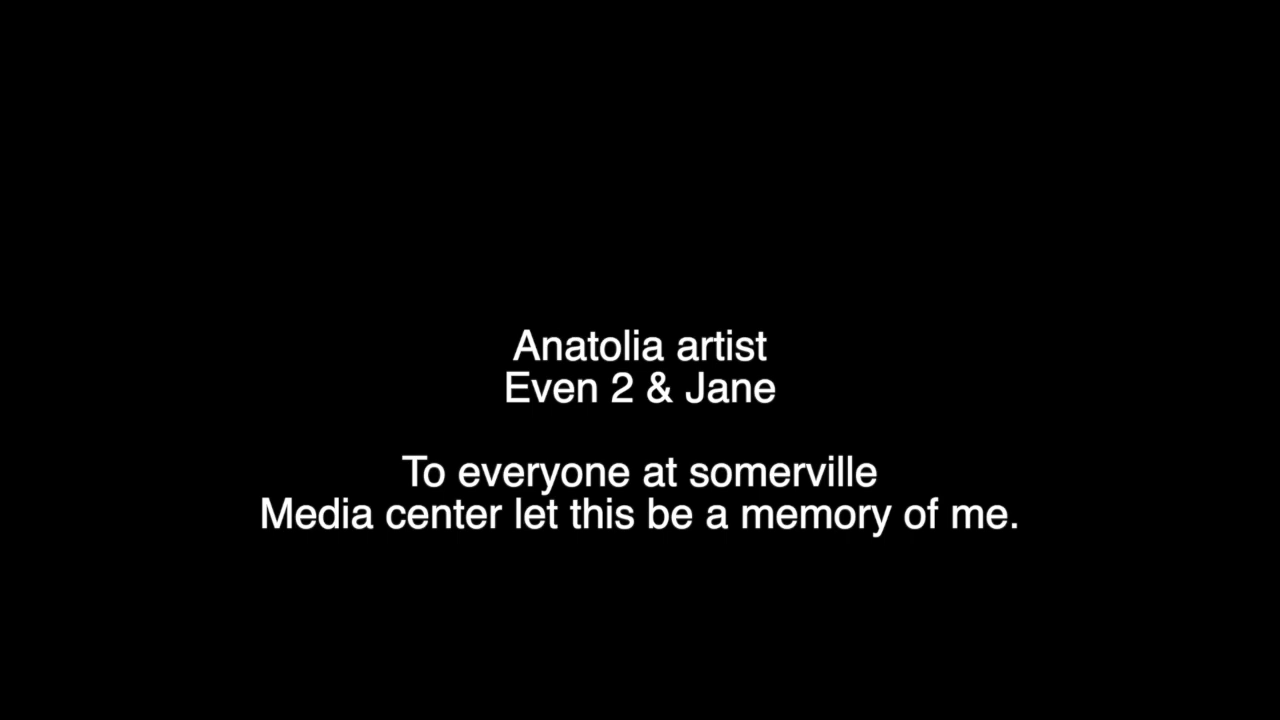 Anatolia artist
Even 2 & Jane
To everyone at somerville
Media center let this be a memory of me.